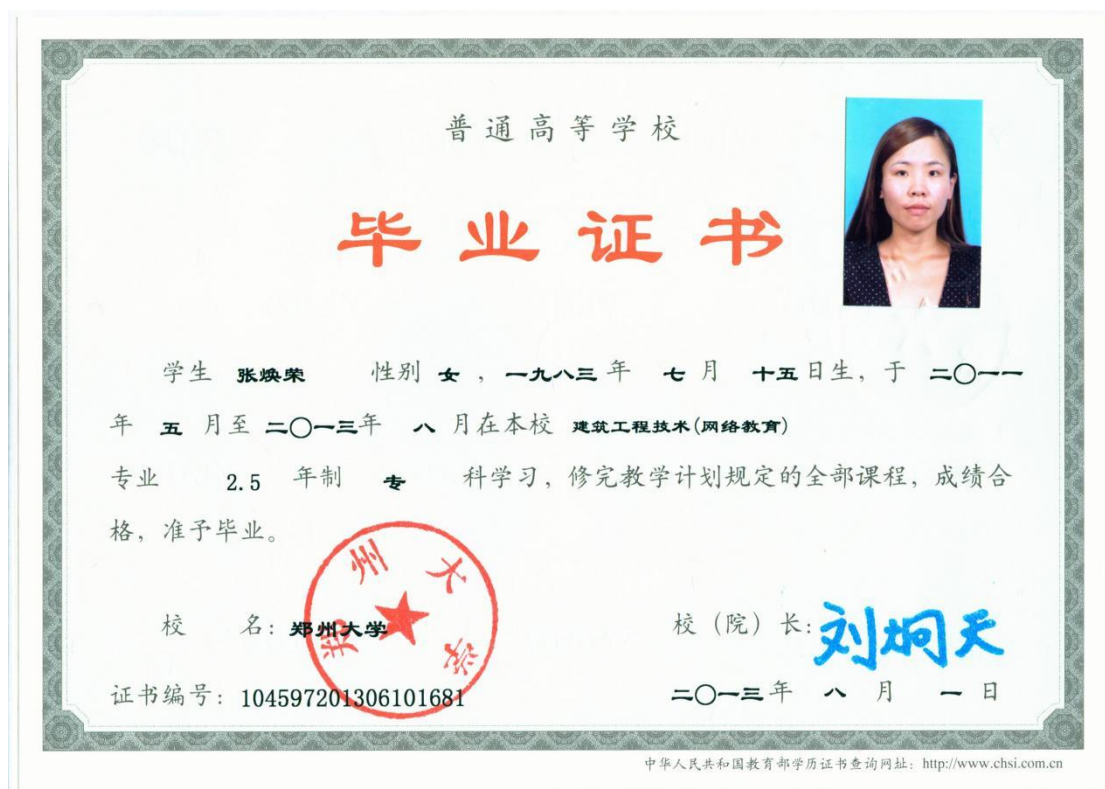 普通高等学校
毕业证书
学生 张焕荣 性别 女 ，一九八三 年 七 月 十五 日生，于 二〇一一
年 五 月至 二〇一三年 八 月在本校 建筑工程技术(网络教育)
专业 2.5 年制 专 科学习，修完教学计划规定的全部课程，成绩合
格，准予毕业。
郑州大学
校 名：郑州大学 校（院）长：刘炯天
证书编号：104597201306101681 二〇一三年 八 月 一 日
中华人民共和国教育部学历证书查询网址：http://www.chsi.com.cn